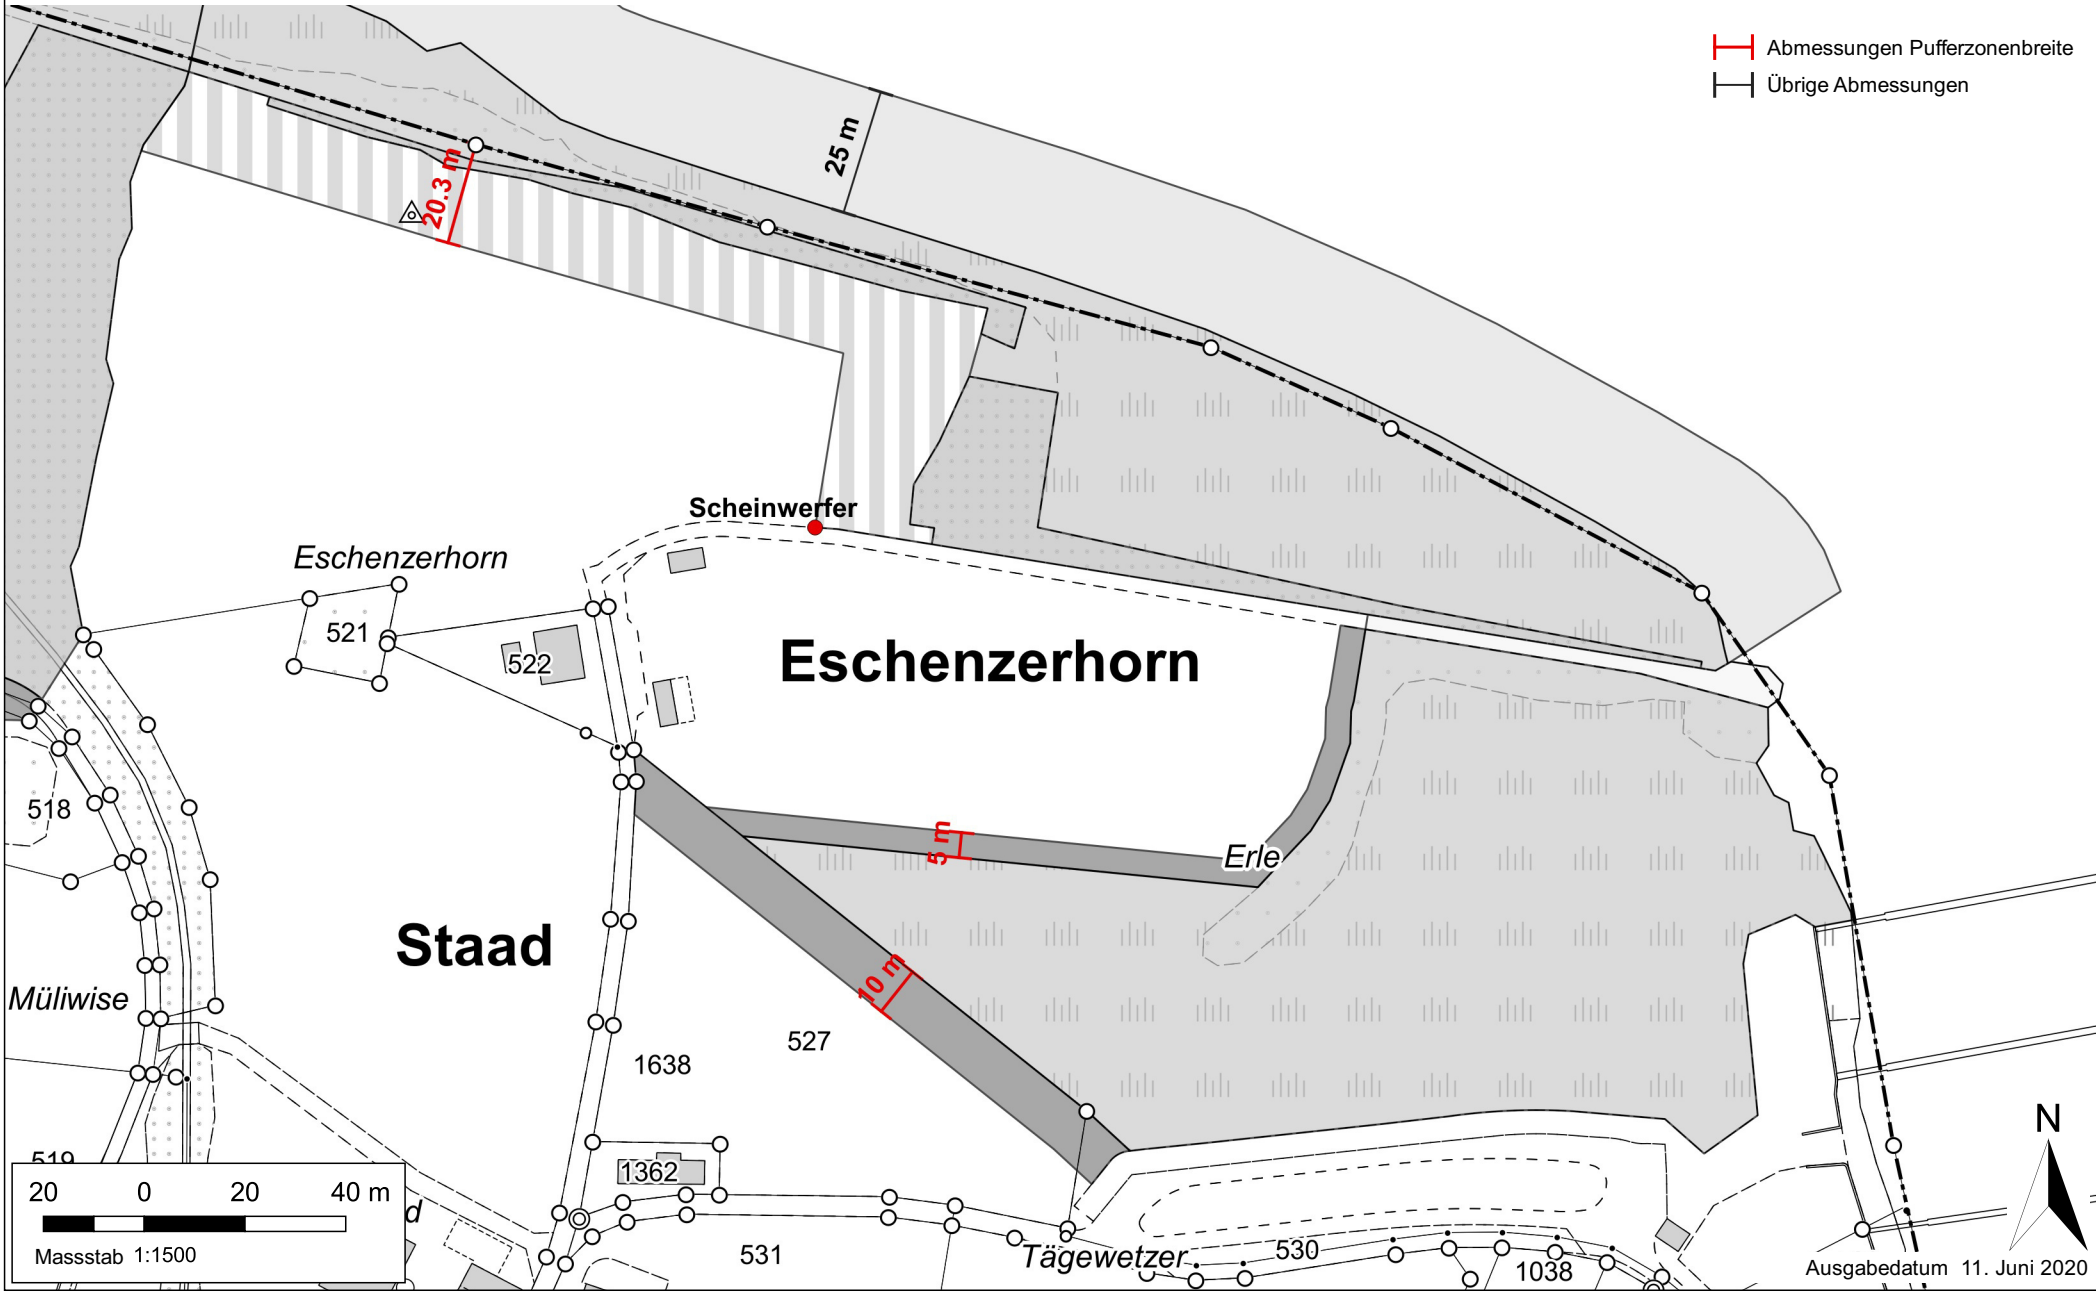 Abmessungen Pufferzonenbreite
Übrige Abmessungen
25 m
20.3 m
Scheinwerfer
Eschenzerhorn
521
522
Eschenzerhorn
518
5 m
Erle
Staad
10 m
Müliwise
527
1638
519
1362
20 0 20 40 m
Massstab 1:1500
d
531
Tägewetzer
530
1038
N
Ausgabedatum 11. Juni 2020